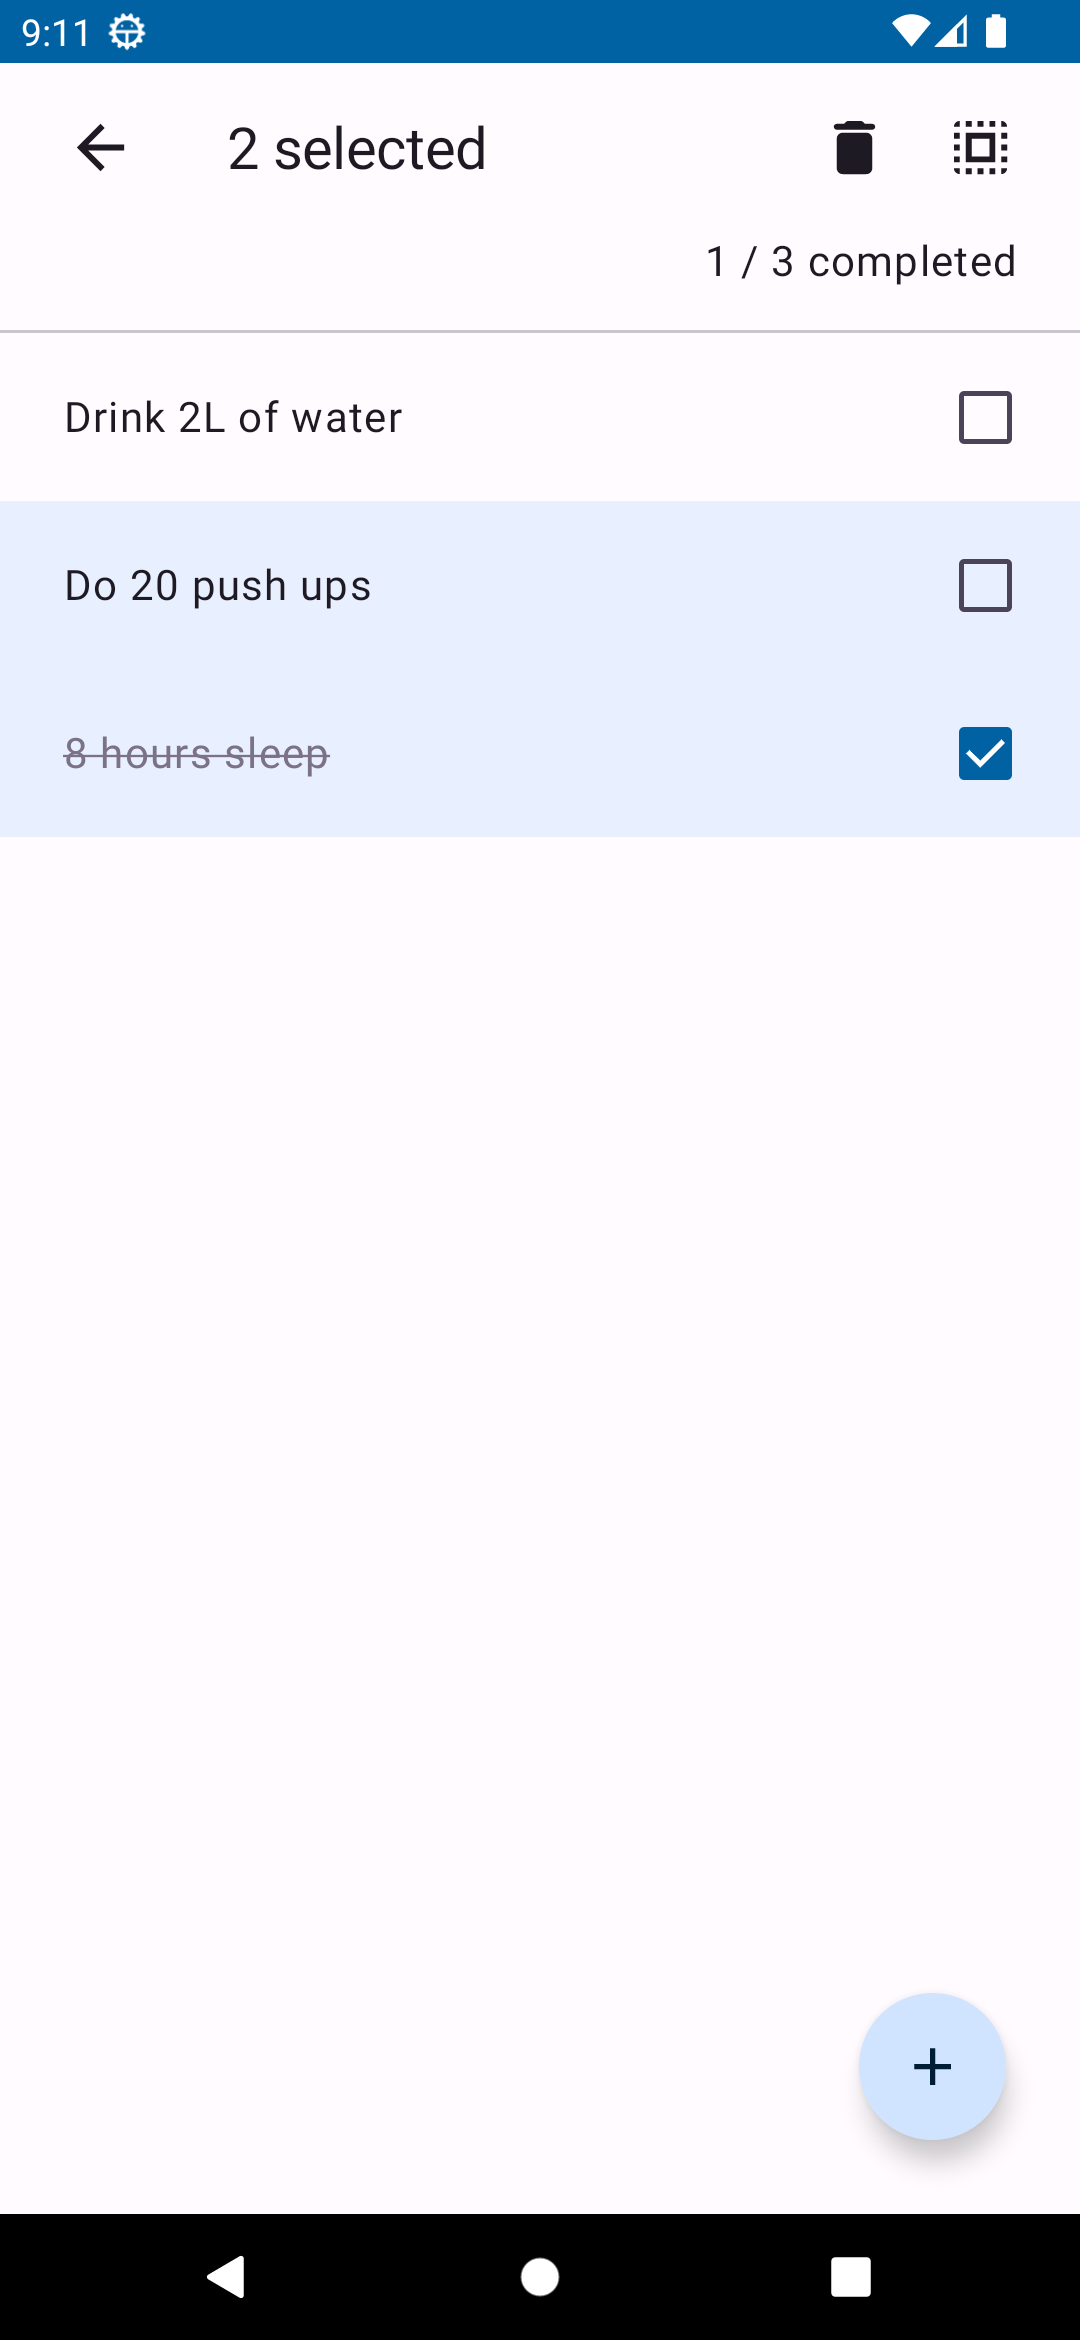 9:11
2 selected
1 / 3 completed
Drink 2L of water
Do 20 push ups
8 hours sleep